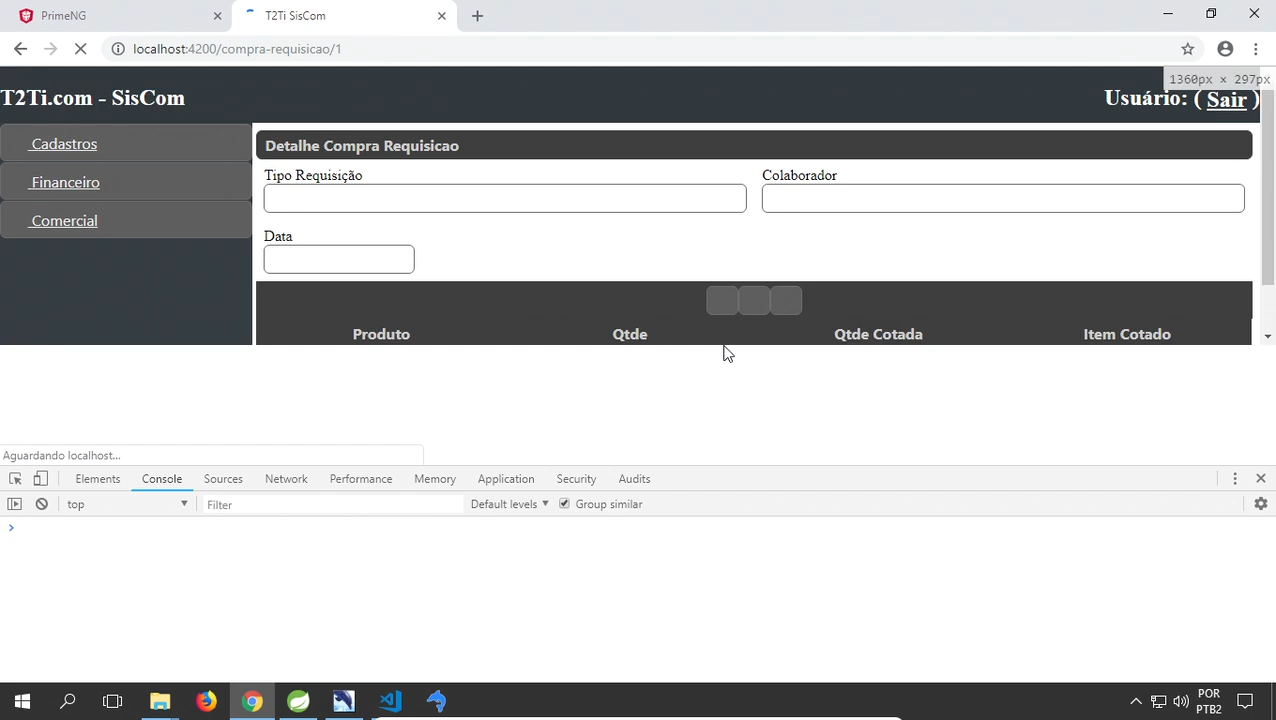 PrimeNG
T2Ti SisCom
localhost:4200/compra-requisicao/1
1360px × 297px
T2Ti.com - SisCom
Usuário: ( Sair )
Cadastros
Financeiro
Comercial
Detalhe Compra Requisicao
Tipo Requisição
Colaborador
Data
Produto Qtde Qtde Cotada Item Cotado
Aguardando localhost...
Elements Console Sources Network Performance Memory Application Security Audits
top Filter Default levels Group similar
POR
PTB2